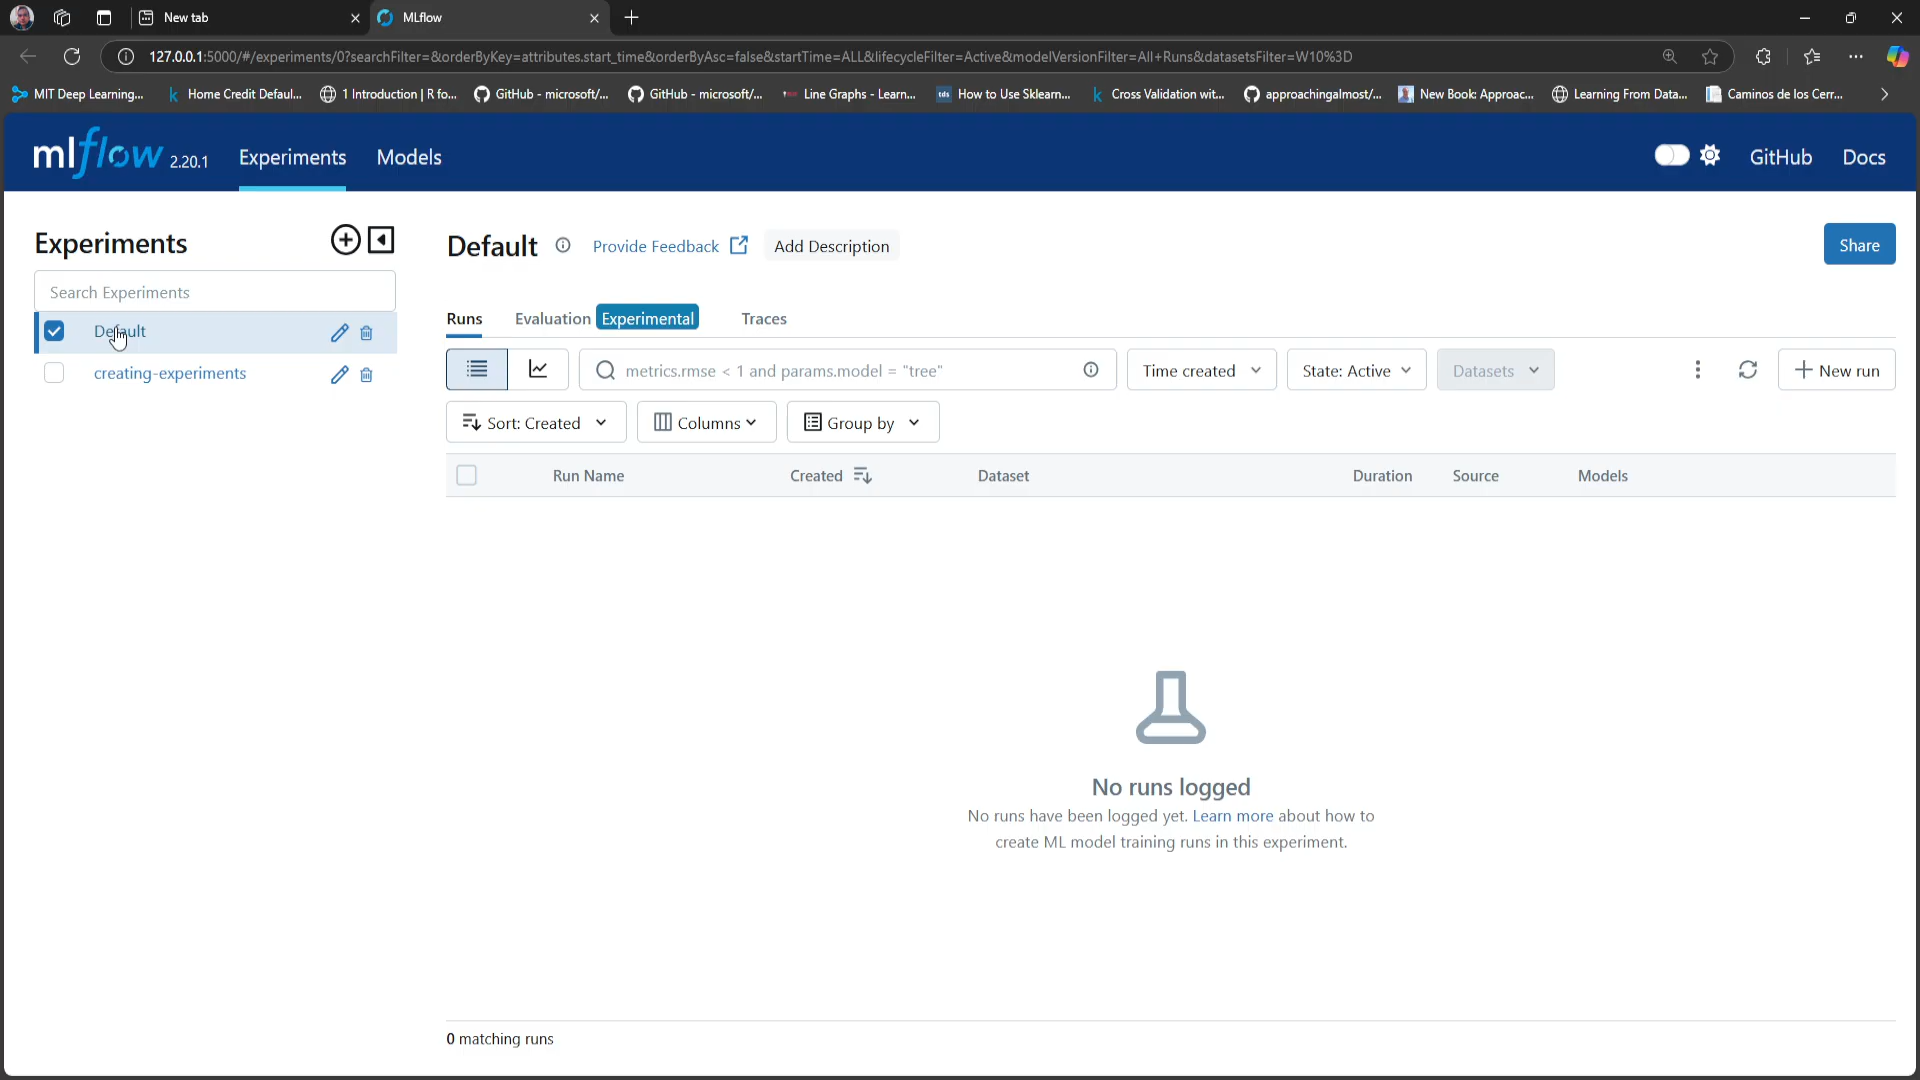 New tab
MLflow
127.0.0.1:5000/#/experiments/0?searchFilter=&orderByKey=attributes.start_time&orderByAsc=false&startTime=ALL&lifecycleFilter=Active&modelVersionFilter=All+Runs&datasetsFilter=W10%3D
MIT Deep Learning...
Home Credit Defaul...
1 Introduction | R fo...
GitHub - microsoft/...
GitHub - microsoft/...
Line Graphs - Learn...
How to Use Sklearn...
Cross Validation wit...
approachingalmost/...
New Book: Approac...
Learning From Data...
Caminos de los Cerr...
mlflow 2.20.1
Experiments
Models
GitHub
Docs
Experiments
Search Experiments
Default
creating-experiments
Default
Provide Feedback
Add Description
Share
Runs
Evaluation Experimental
Traces
metrics.rmse < 1 and params.model = "tree"
Time created
State: Active
Datasets
New run
Sort: Created
Columns
Group by
Run Name
Created
Dataset
Duration
Source
Models
No runs logged
No runs have been logged yet. Learn more about how to
create ML model training runs in this experiment.
0 matching runs